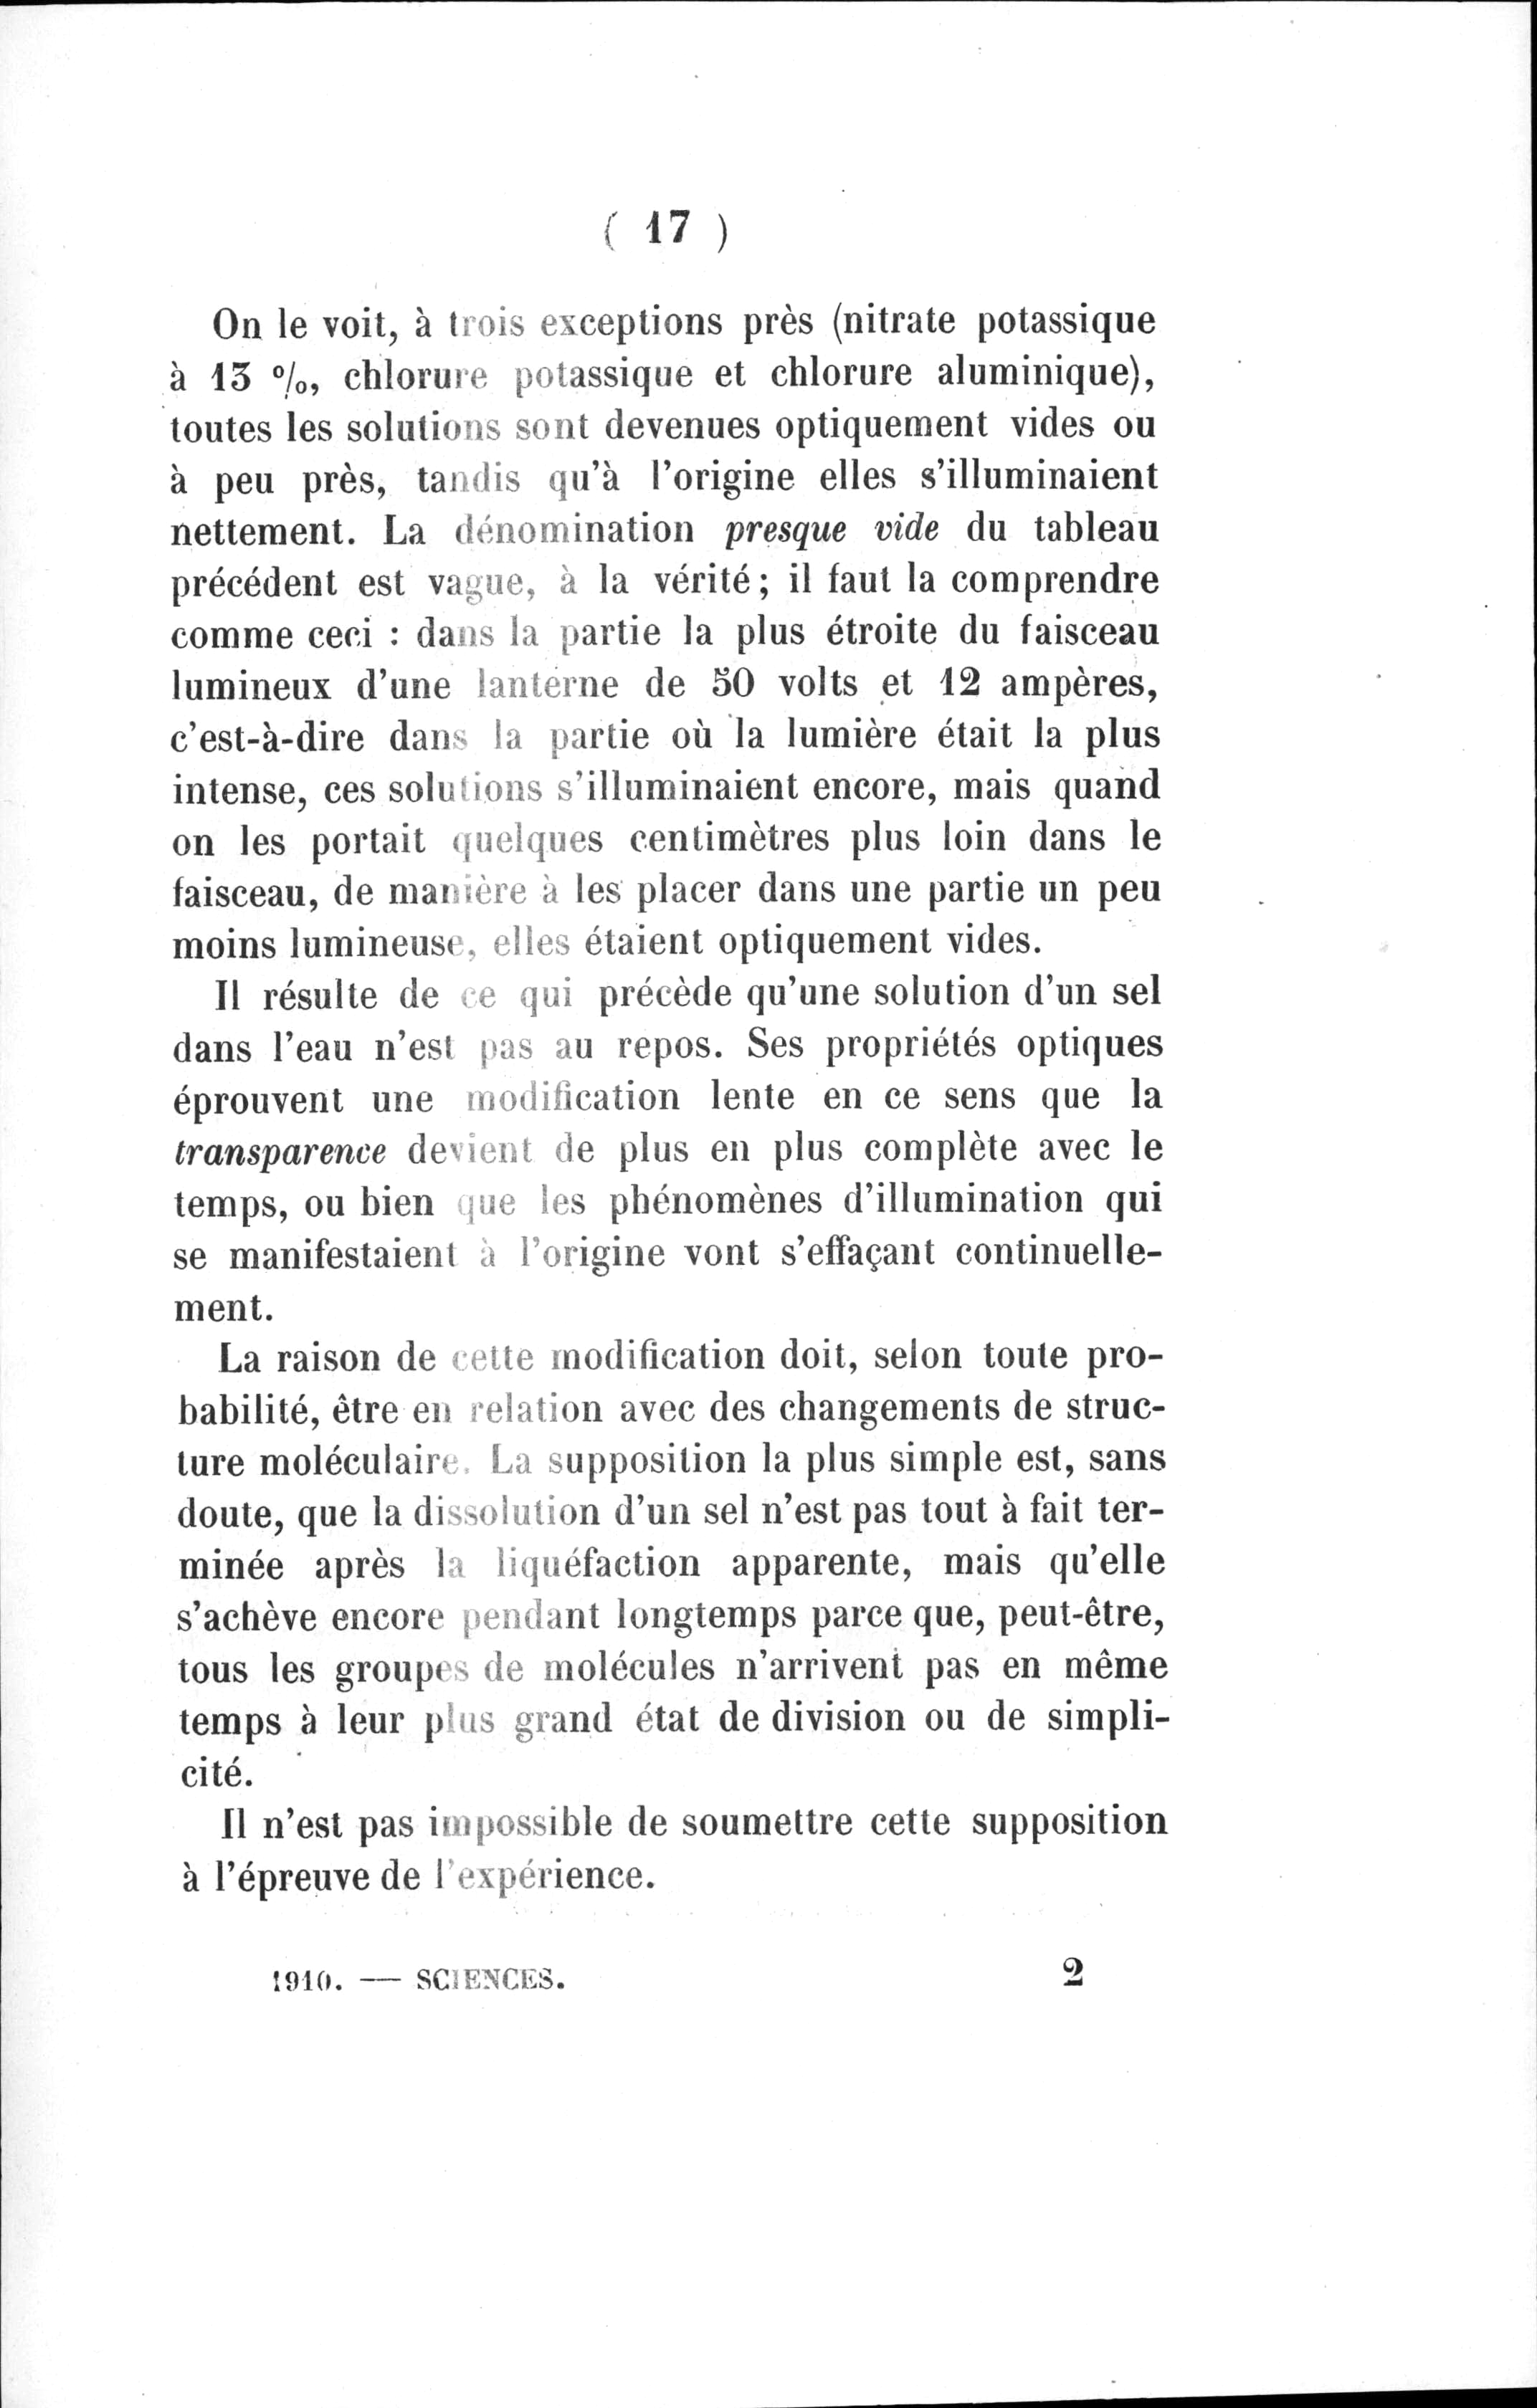 ( 17 )
On le voit, à trois exceptions près (nitrate potassique
à 13 %, chlorure potassique et chlorure aluminique),
toutes les solutions sont devenues optiquement vides ou
à peu près, tandis qu'à l'origine elles s'illuminaient
nettement. La dénomination presque vide du tableau
précédent est vague, à la vérité; il faut la comprendre
comme ceci : dans la partie la plus étroite du faisceau
lumineux d'une lanterne de 50 volts et 12 ampères,
c'est-à-dire dans la partie où la lumière était la plus
intense, ces solutions s'illuminaient encore, mais quand
on les portait quelques centimètres plus loin dans le
faisceau, de manière à les placer dans une partie un peu
moins lumineuse, elles étaient optiquement vides.
Il résulte de ce qui précède qu'une solution d'un sel
dans l'eau n'est pas au repos. Ses propriétés optiques
éprouvent une modification lente en ce sens que la
transparence devient de plus en plus complète avec le
temps, ou bien que les phénomènes d'illumination qui
se manifestaient à l'origine vont s'effaçant continuelle-
ment.
La raison de cette modification doit, selon toute pro-
babilité, être en relation avec des changements de struc-
ture moléculaire. La supposition la plus simple est, sans
doute, que la dissolution d'un sel n'est pas tout à fait ter-
minée après la liquéfaction apparente, mais qu'elle
s'achève encore pendant longtemps parce que, peut-être,
tous les groupes de molécules n'arrivent pas en même
temps à leur plus grand état de division ou de simpli-
cité.
Il n'est pas impossible de soumettre cette supposition
à l'épreuve de l'expérience.
1910. — SCIENCES. 2